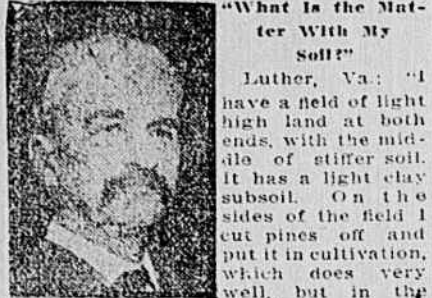 "What Is the Mat-
ter With My
Soil?"
Luther, Va.: "I
have a field of light
high land at both
ends, with the mid-
dle of stiffer soil.
It has a light clay
subsoil. On the
sides of the field I
cut pines off and
put it in cultivation,
which does very
well, but in the